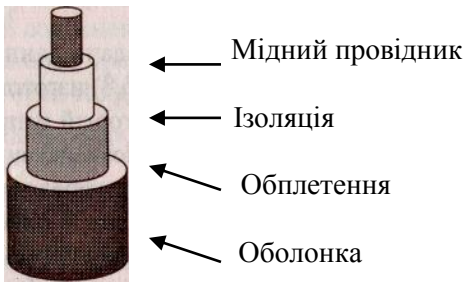 Мідний провідник
Ізоляція
Обплетення
Оболонка